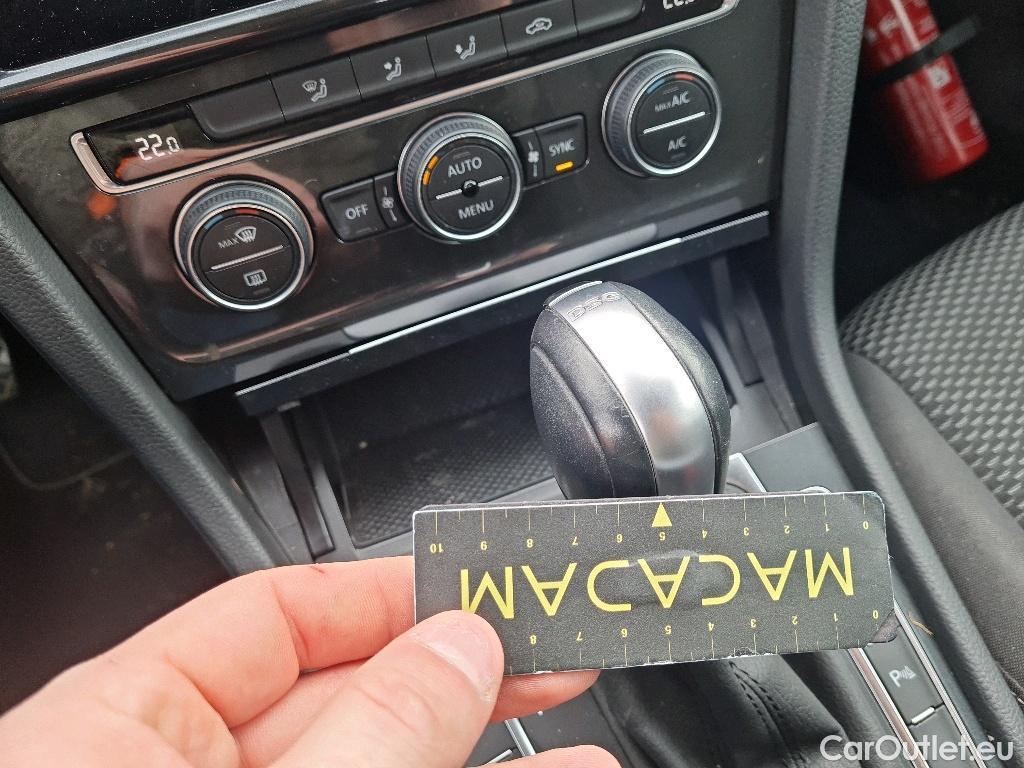 22.0
MAX A/C
A/C
AUTO
MENU
SYNC
OFF
MAX
DSG
10 9 8 7 6 5 4 3 2 1 0
MACADAM
8 7 6 5 4 3 2 1 0
P
CarOutlet.eu